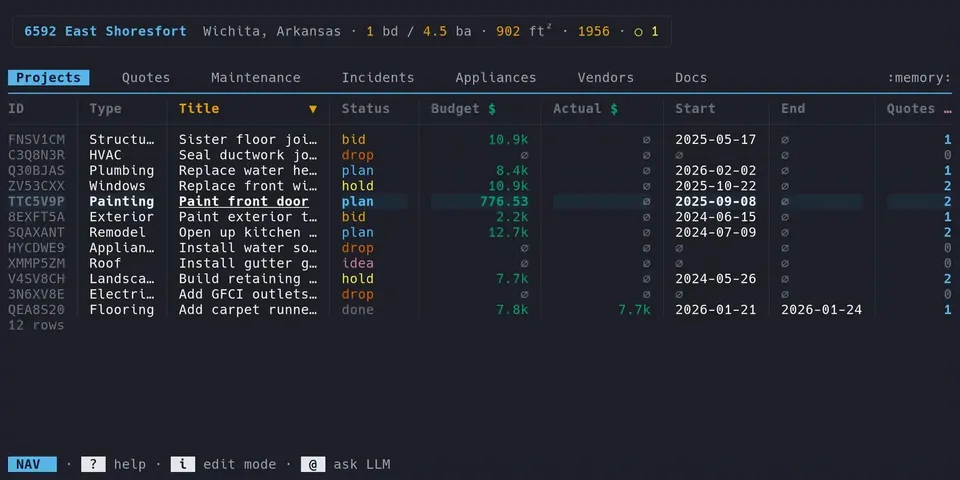 6592 East Shoresfort Wichita, Arkansas · 1 bd / 4.5 ba · 902 ft² · 1956 · ○ 1
Projects Quotes Maintenance Incidents Appliances Vendors Docs :memory:
ID Type Title ▼ Status Budget $ Actual $ Start End Quotes …
FNSV1CM Structu… Sister floor joi… bid 10.9k ∅ 2025-05-17 ∅ 1
C3Q8N3R HVAC Seal ductwork jo… drop ∅ ∅ ∅ ∅ 0
Q30BJAS Plumbing Replace water he… plan 8.4k ∅ 2026-02-02 ∅ 1
ZV53CXX Windows Replace front wi… hold 10.9k ∅ 2025-10-22 ∅ 2
TTC5V9P Painting Paint front door plan 776.53 ∅ 2025-09-08 ∅ 2
8EXFT5A Exterior Paint exterior t… bid 2.2k ∅ 2024-06-15 ∅ 1
SQAXANT Remodel Open up kitchen … plan 12.7k ∅ 2024-07-09 ∅ 2
HYCDWE9 Applian… Install water so… drop ∅ ∅ ∅ ∅ 0
XMMP5ZM Roof Install gutter g… idea ∅ ∅ ∅ ∅ 0
V4SV8CH Landsca… Build retaining … hold 7.7k ∅ 2024-05-26 ∅ 2
3N6XV8E Electri… Add GFCI outlets… drop ∅ ∅ ∅ ∅ 0
QEA8S20 Flooring Add carpet runne… done 7.8k 7.7k 2026-01-21 2026-01-24 1
12 rows
NAV · ? help · i edit mode · @ ask LLM